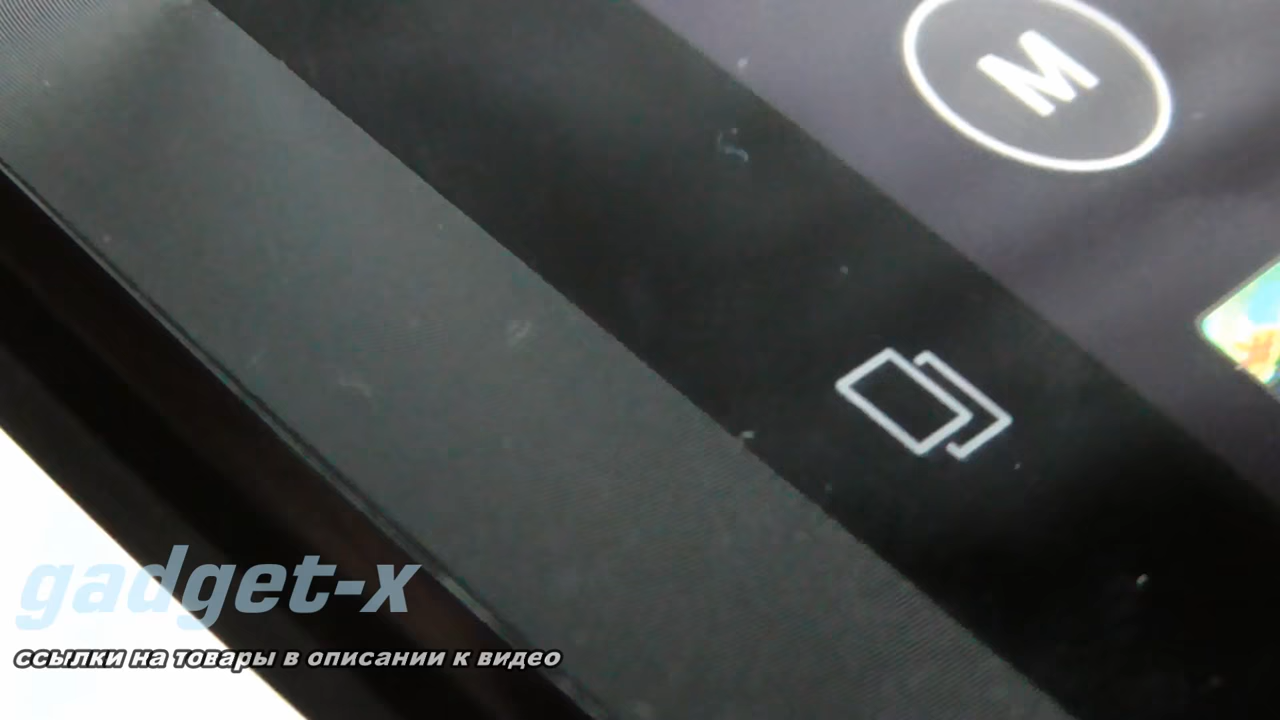 M
gadget-x
ссылки на товары в описании к видео